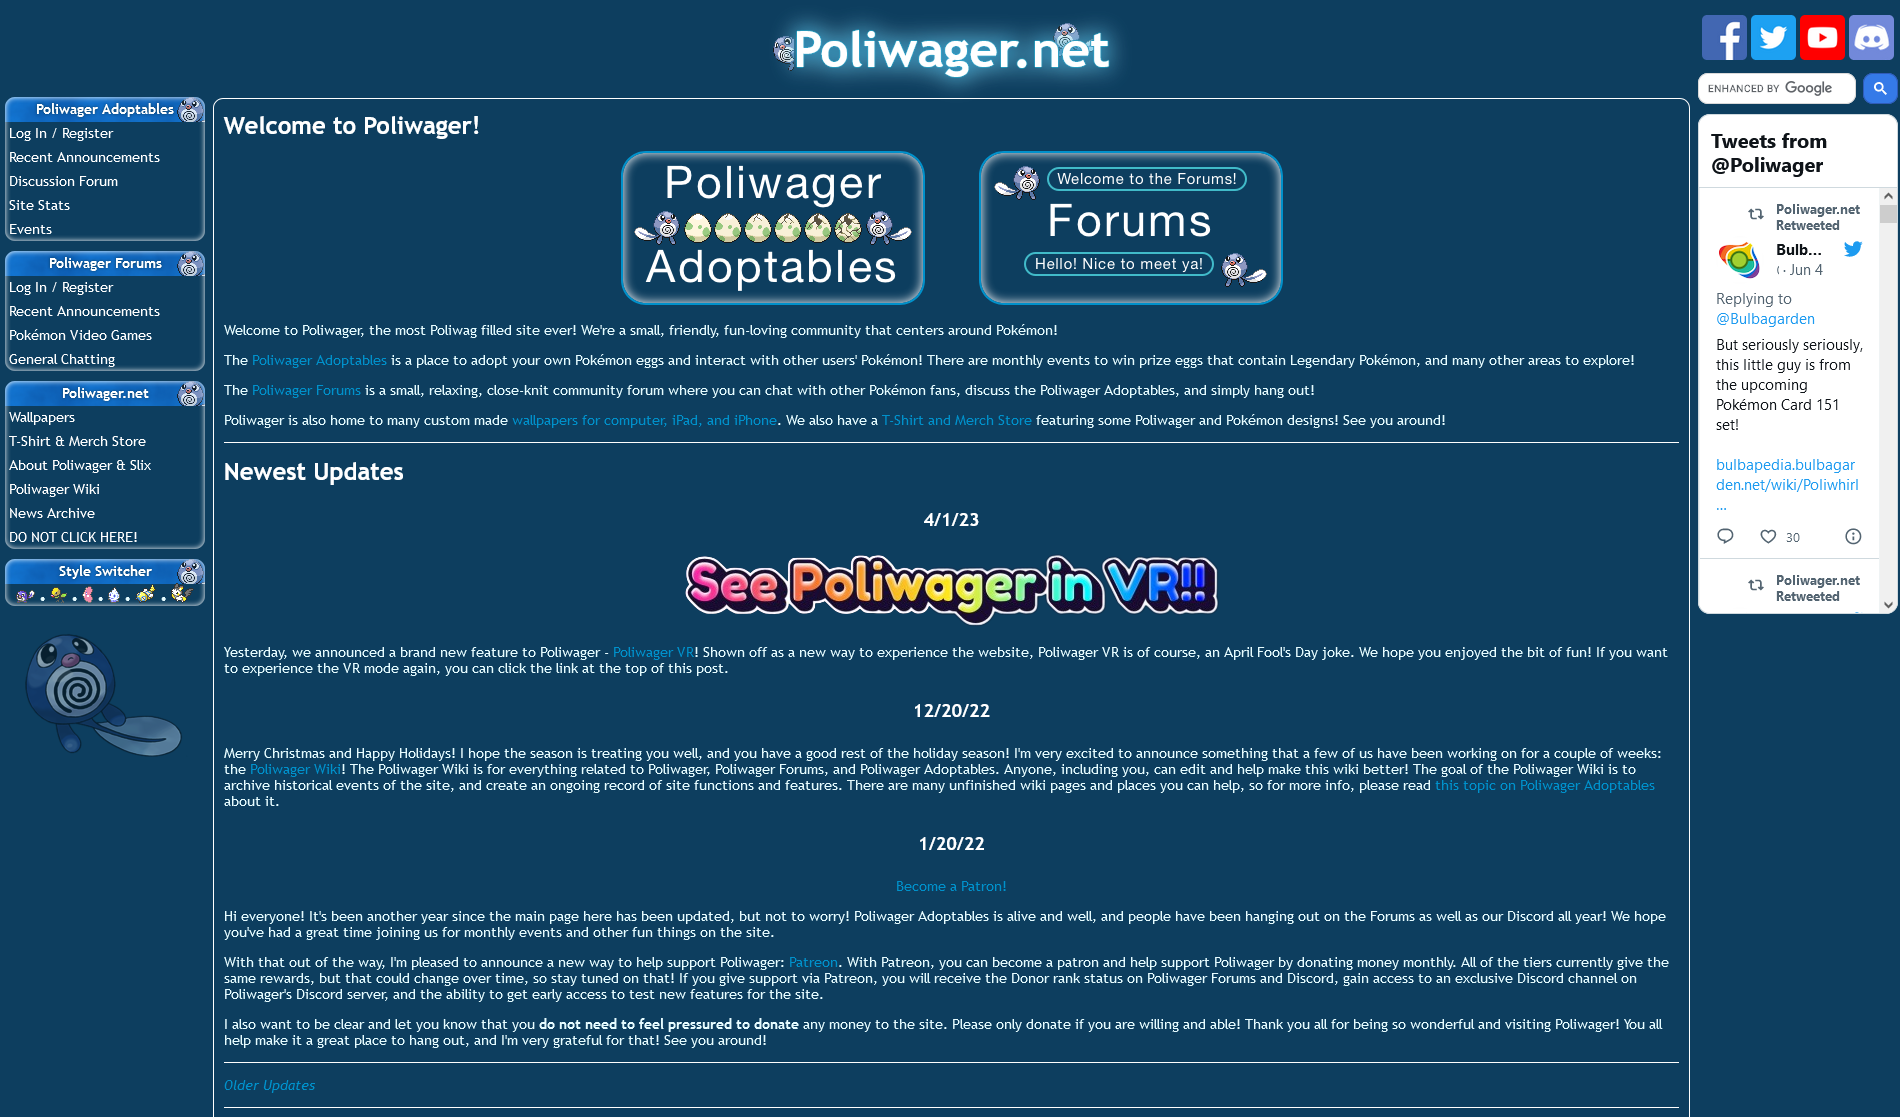 Poliwager.net
ENHANCED BY Google
Poliwager Adoptables
Log In / Register
Recent Announcements
Discussion Forum
Site Stats
Events
Poliwager Forums
Log In / Register
Recent Announcements
Pokémon Video Games
General Chatting
Poliwager.net
Wallpapers
T-Shirt & Merch Store
About Poliwager & Slix
Poliwager Wiki
News Archive
DO NOT CLICK HERE!
Style Switcher
Welcome to Poliwager!
Poliwager
Adoptables
Welcome to the Forums!
Forums
Hello! Nice to meet ya!
Welcome to Poliwager, the most Poliwag filled site ever! We're a small, friendly, fun-loving community that centers around Pokémon!
The Poliwager Adoptables is a place to adopt your own Pokémon eggs and interact with other users' Pokémon! There are monthly events to win prize eggs that contain Legendary Pokémon, and many other areas to explore!
The Poliwager Forums is a small, relaxing, close-knit community forum where you can chat with other Pokémon fans, discuss the Poliwager Adoptables, and simply hang out!
Poliwager is also home to many custom made wallpapers for computer, iPad, and iPhone. We also have a T-Shirt and Merch Store featuring some Poliwager and Pokémon designs! See you around!
Newest Updates
4/1/23
See Poliwager in VR!!
Yesterday, we announced a brand new feature to Poliwager - Poliwager VR! Shown off as a new way to experience the website, Poliwager VR is of course, an April Fool's Day joke. We hope you enjoyed the bit of fun! If you want
to experience the VR mode again, you can click the link at the top of this post.
12/20/22
Merry Christmas and Happy Holidays! I hope the season is treating you well, and you have a good rest of the holiday season! I'm very excited to announce something that a few of us have been working on for a couple of weeks:
the Poliwager Wiki! The Poliwager Wiki is for everything related to Poliwager, Poliwager Forums, and Poliwager Adoptables. Anyone, including you, can edit and help make this wiki better! The goal of the Poliwager Wiki is to
archive historical events of the site, and create an ongoing record of site functions and features. There are many unfinished wiki pages and places you can help, so for more info, please read this topic on Poliwager Adoptables
about it.
1/20/22
Become a Patron!
Hi everyone! It's been another year since the main page here has been updated, but not to worry! Poliwager Adoptables is alive and well, and people have been hanging out on the Forums as well as our Discord all year! We hope
you've had a great time joining us for monthly events and other fun things on the site.
With that out of the way, I'm pleased to announce a new way to help support Poliwager: Patreon. With Patreon, you can become a patron and help support Poliwager by donating money monthly. All of the tiers currently give the
same rewards, but that could change over time, so stay tuned on that! If you give support via Patreon, you will receive the Donor rank status on Poliwager Forums and Discord, gain access to an exclusive Discord channel on
Poliwager's Discord server, and the ability to get early access to test new features for the site.
I also want to be clear and let you know that you do not need to feel pressured to donate any money to the site. Please only donate if you are willing and able! Thank you all for being so wonderful and visiting Poliwager! You all
help make it a great place to hang out, and I'm very grateful for that! See you around!
Older Updates
Tweets from
@Poliwager
Poliwager.net
Retweeted
Bulb...
· Jun 4
Replying to
@Bulbagarden
But seriously seriously,
this little guy is from
the upcoming
Pokémon Card 151
set!
bulbapedia.bulbagar
den.net/wiki/Poliwhirl
...
30
Poliwager.net
Retweeted